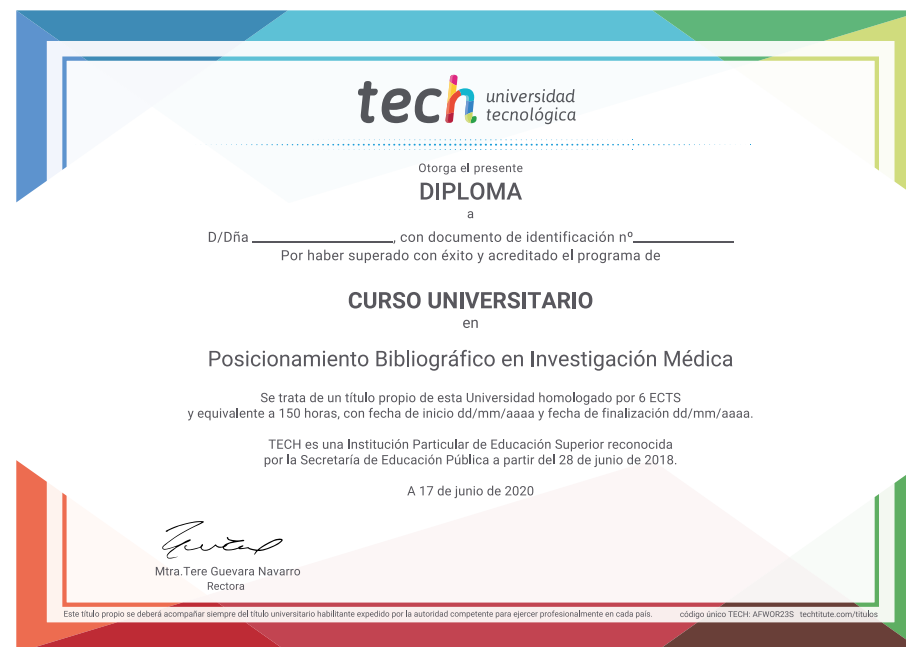 tech universidad
tecnológica
Otorga el presente
DIPLOMA
a
D/Dña ______________, con documento de identificación nº______________
Por haber superado con éxito y acreditado el programa de
CURSO UNIVERSITARIO
en
Posicionamiento Bibliográfico en Investigación Médica
Se trata de un título propio de esta Universidad homologado por 6 ECTS
y equivalente a 150 horas, con fecha de inicio dd/mm/aaaa y fecha de finalización dd/mm/aaaa.
TECH es una Institución Particular de Educación Superior reconocida
por la Secretaría de Educación Pública a partir del 28 de junio de 2018.
A 17 de junio de 2020
Mtra.Tere Guevara Navarro
Rectora
Este título propio se deberá acompañar siempre del título universitario habilitante expedido por la autoridad competente para ejercer profesionalmente en cada país. código único TECH: AFWOR23S techtitute.com/titulos